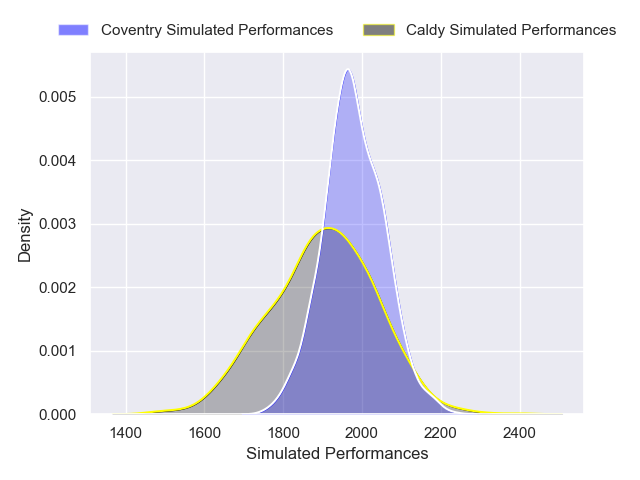 Coventry Simulated Performances Caldy Simulated Performances
0.005
0.004
0.003
0.002
0.001
0.000
Density
1400 1600 1800 2000 2200 2400
Simulated Performances